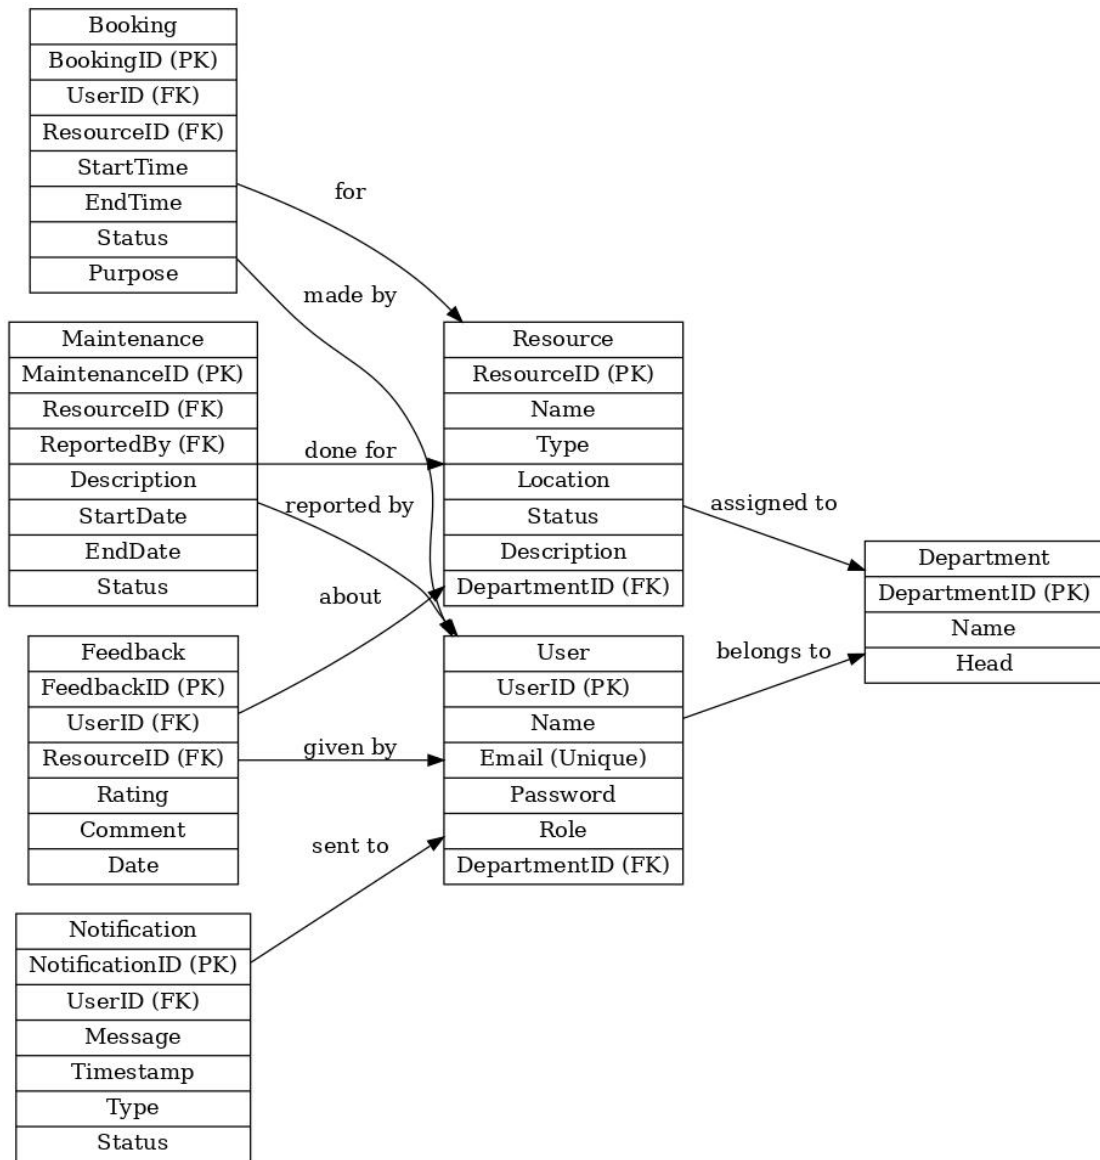 Booking
BookingID (PK)
UserID (FK)
ResourceID (FK)
StartTime
EndTime
Status
Purpose
for
made by
Maintenance
MaintenanceID (PK)
ResourceID (FK)
ReportedBy (FK)
Description
StartDate
EndDate
Status
done for
reported by
Resource
ResourceID (PK)
Name
Type
Location
Status
Description
DepartmentID (FK)
assigned to
Department
DepartmentID (PK)
Name
Head
Feedback
FeedbackID (PK)
UserID (FK)
ResourceID (FK)
Rating
Comment
Date
about
given by
User
UserID (PK)
Name
Email (Unique)
Password
Role
DepartmentID (FK)
belongs to
Notification
NotificationID (PK)
UserID (FK)
Message
Timestamp
Type
Status
sent to